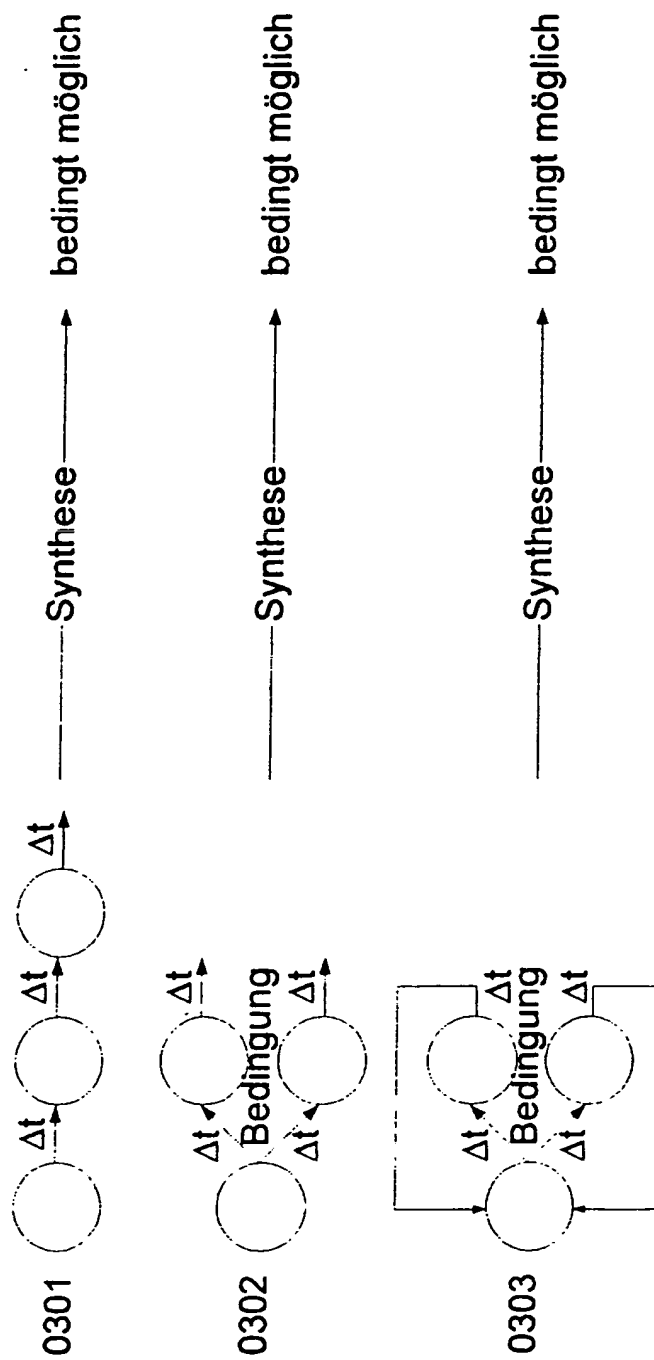 0301 Δt Δt Δt Synthese bedingt möglich
0302 Δt Δt Bedingung Δt Δt Synthese bedingt möglich
0303 Δt Δt Bedingung Δt Δt Synthese bedingt möglich